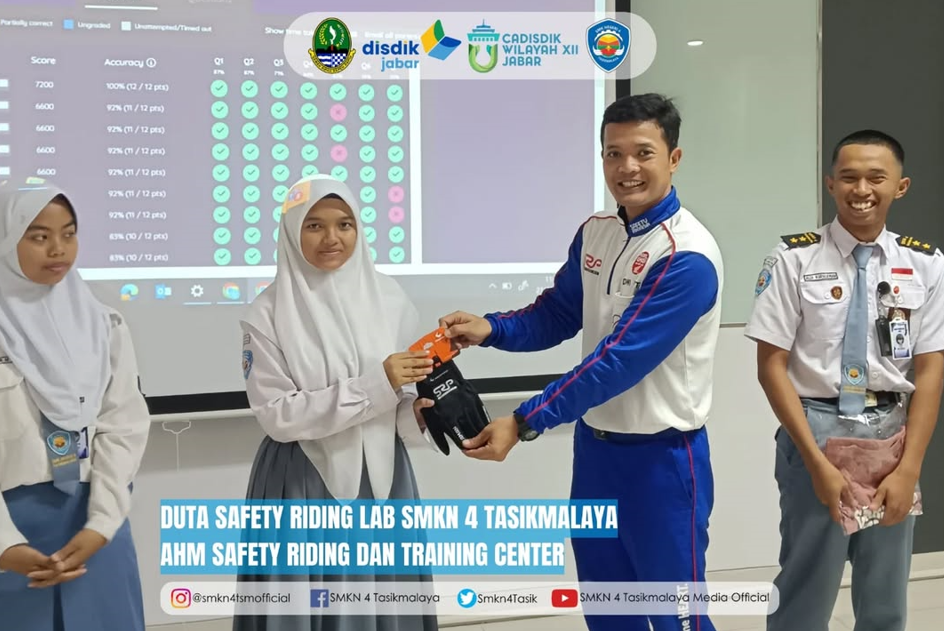 Partially correct
Ungraded
Unattempted/Timed out
disdik
jabar
CADISDIK
WILAYAH XII
JABAR
Score
Accuracy
Q1
Q2
Q3
7200
100% (12 / 12 pts)
6600
92% (11 / 12 pts)
6600
92% (11 / 12 pts)
6600
92% (11 / 12 pts)
6600
92% (11 / 12 pts)
92% (11 / 12 pts)
92% (11 / 12 pts)
83% (10 / 12 pts)
83% (10 / 12
SRP
SRP
DUTA SAFETY RIDING LAB SMKN 4 TASIKMALAYA
AHM SAFETY RIDING DAN TRAINING CENTER
@smkn4tsmofficial
SMKN 4 Tasikmalaya
Smkn4Tasik
SMKN 4 Tasikmalaya Media Official